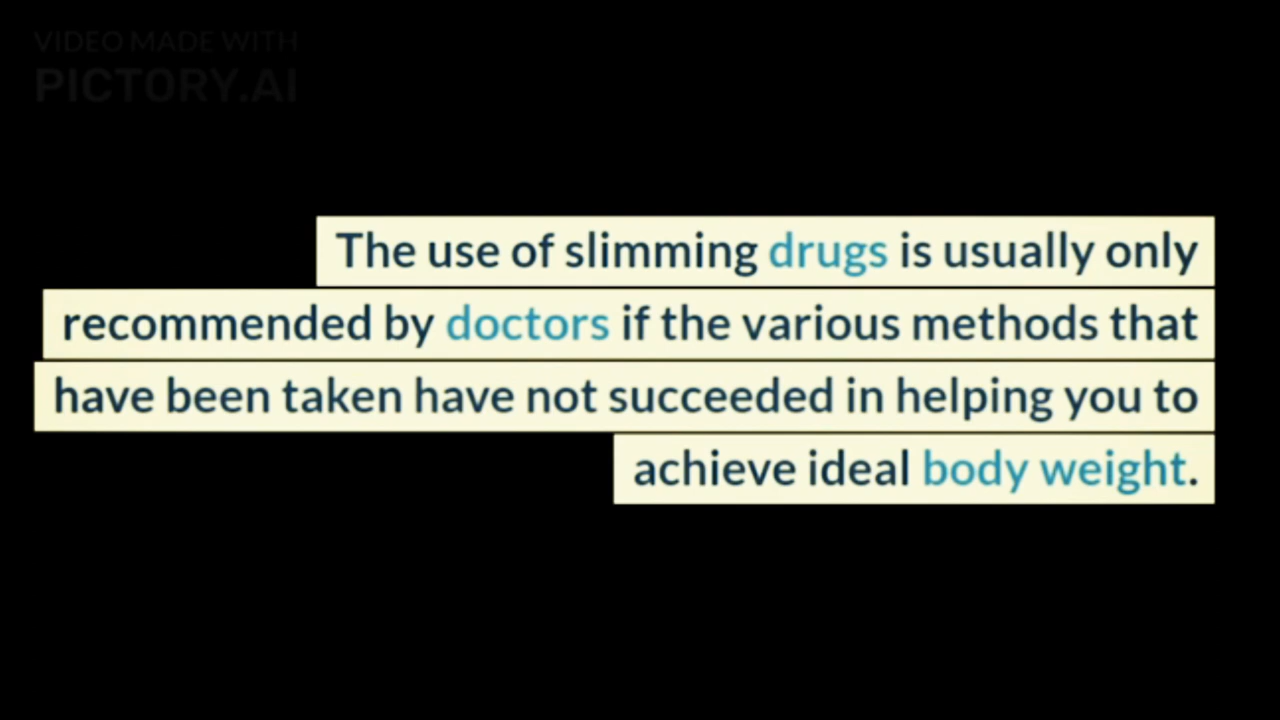 VIDEO MADE WITH
PICTORY.AI
The use of slimming drugs is usually only
recommended by doctors if the various methods that
have been taken have not succeeded in helping you to
achieve ideal body weight.